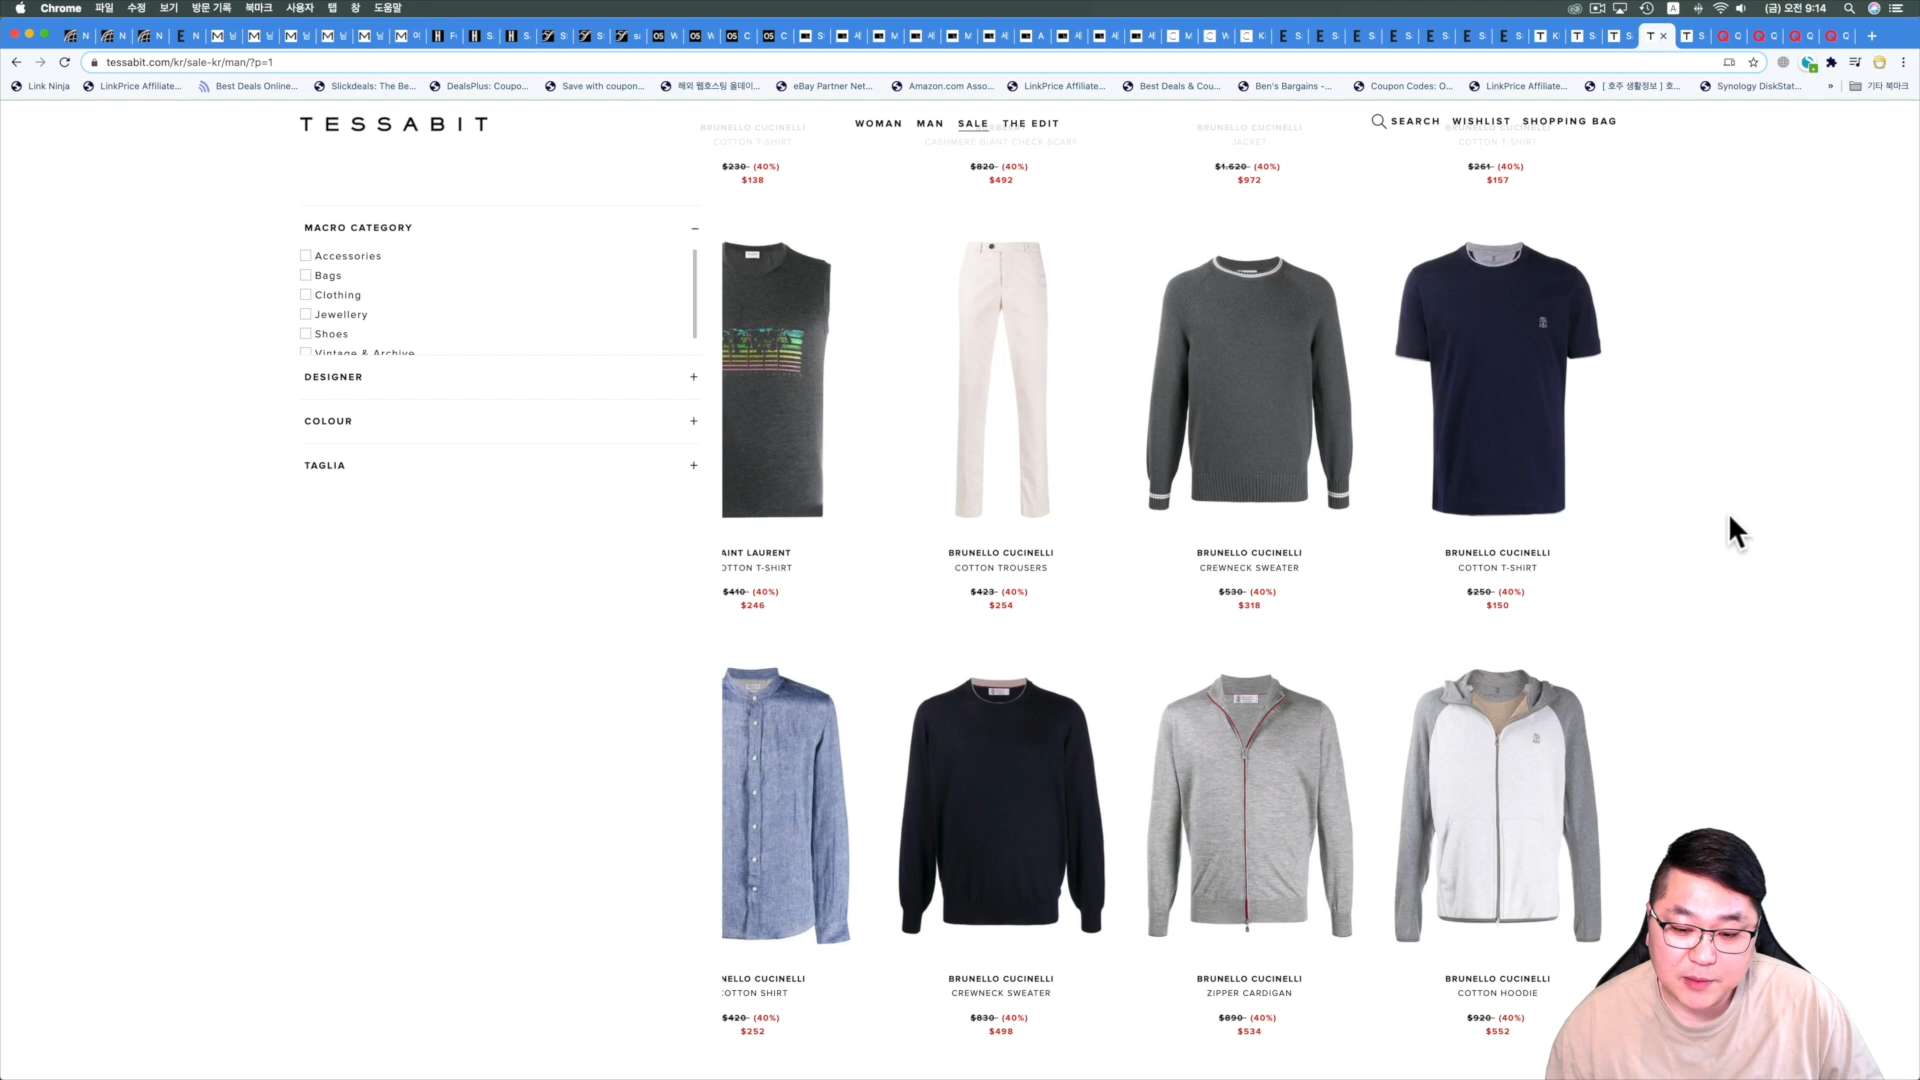 Chrome 파일 수정 보기 방문 기록 북마크 사용자 탭 창 도움말
(금) 오전 9:14
tessabit.com/kr/sale-kr/man/?p=1
Link Ninja LinkPrice Affiliate... Best Deals Online... Slickdeals: The Be... DealsPlus: Coupo... Save with coupon... 해외 웹호스팅 올데이... eBay Partner Net... Amazon.com Asso... LinkPrice Affiliate... Best Deals & Cou... Ben's Bargains -... Coupon Codes: O... LinkPrice Affiliate... [ 호주 생활정보 ] 호... Synology DiskStat... » 기타 북마크
TESSABIT
WOMAN MAN SALE THE EDIT
SEARCH WISHLIST SHOPPING BAG
BRUNELLO CUCINELLI BRUNELLO CUCINELLI
COTTON T-SHIRT CASHMERE GIANT CHECK SCARF JACKET COTTON T-SHIRT
$230 (40%) $820 (40%) $1.620 (40%) $261 (40%)
$138 $492 $972 $157
MACRO CATEGORY −
Accessories
Bags
Clothing
Jewellery
Shoes
Vintage & Archive
DESIGNER +
COLOUR +
TAGLIA +
AINT LAURENT BRUNELLO CUCINELLI BRUNELLO CUCINELLI BRUNELLO CUCINELLI
OTTON T-SHIRT COTTON TROUSERS CREWNECK SWEATER COTTON T-SHIRT
$410 (40%) $423 (40%) $530 (40%) $250 (40%)
$246 $254 $318 $150
NELLO CUCINELLI BRUNELLO CUCINELLI BRUNELLO CUCINELLI BRUNELLO CUCINELLI
COTTON SHIRT CREWNECK SWEATER ZIPPER CARDIGAN COTTON HOODIE
$420 (40%) $830 (40%) $890 (40%) $920 (40%)
$252 $498 $534 $552